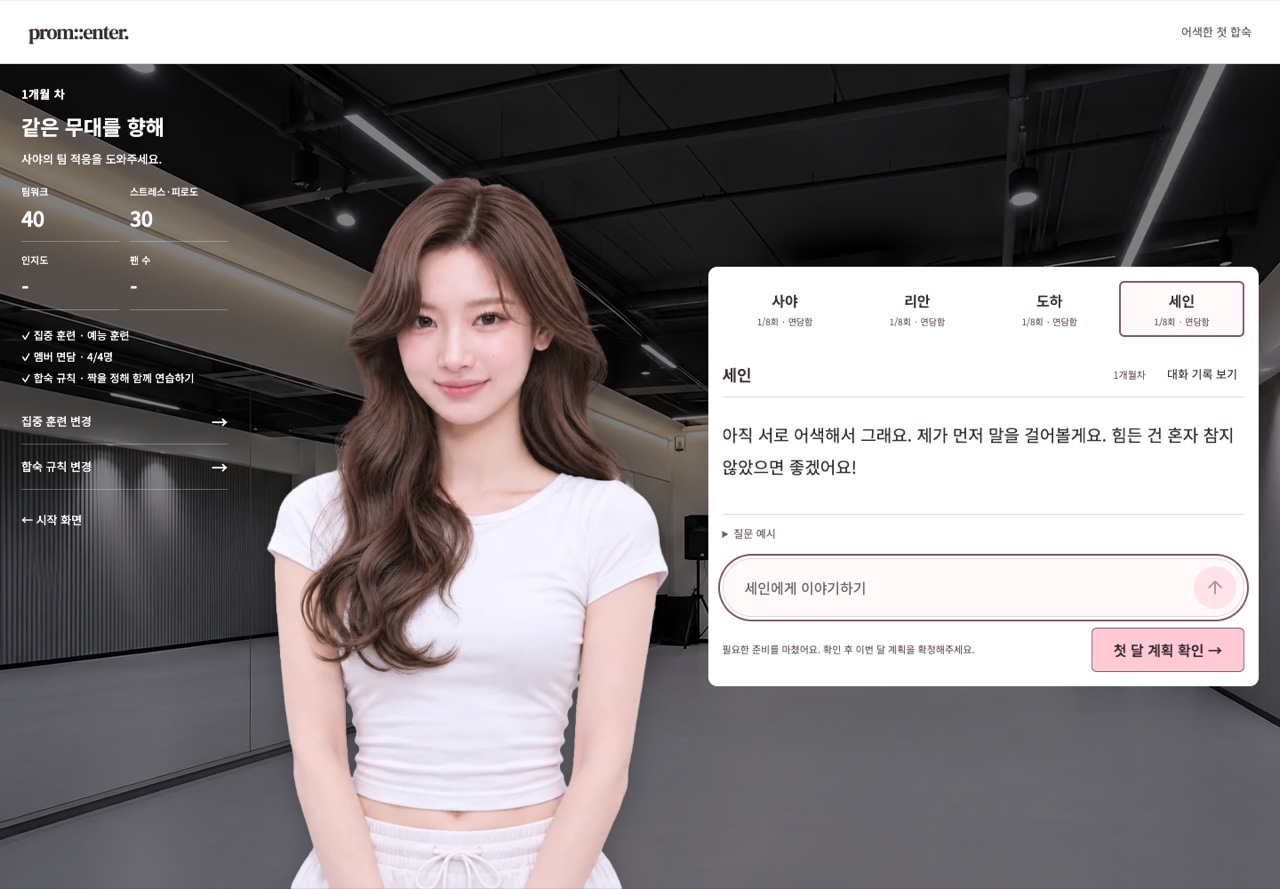 prom::enter.
어색한 첫 합숙
1개월 차
같은 무대를 향해
사야의 팀 적응을 도와주세요.
팀워크
스트레스·피로도
40
30
인지도
팬 수
-
-
✓ 집중 훈련 · 예능 훈련
✓ 멤버 면담 · 4/4명
✓ 합숙 규칙 · 짝을 정해 함께 연습하기
집중 훈련 변경 →
합숙 규칙 변경 →
← 시작 화면
사야
1/8회 · 면담함
리안
1/8회 · 면담함
도하
1/8회 · 면담함
세인
1/8회 · 면담함
세인
1개월차
대화 기록 보기
아직 서로 어색해서 그래요. 제가 먼저 말을 걸어볼게요. 힘든 건 혼자 참지
않았으면 좋겠어요!
▶ 질문 예시
세인에게 이야기하기
필요한 준비를 마쳤어요. 확인 후 이번 달 계획을 확정해주세요.
첫 달 계획 확인 →